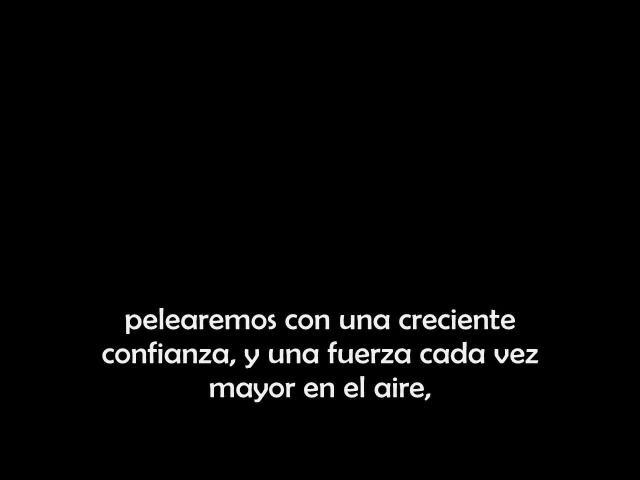 pelearemos con una creciente
confianza, y una fuerza cada vez
mayor en el aire,